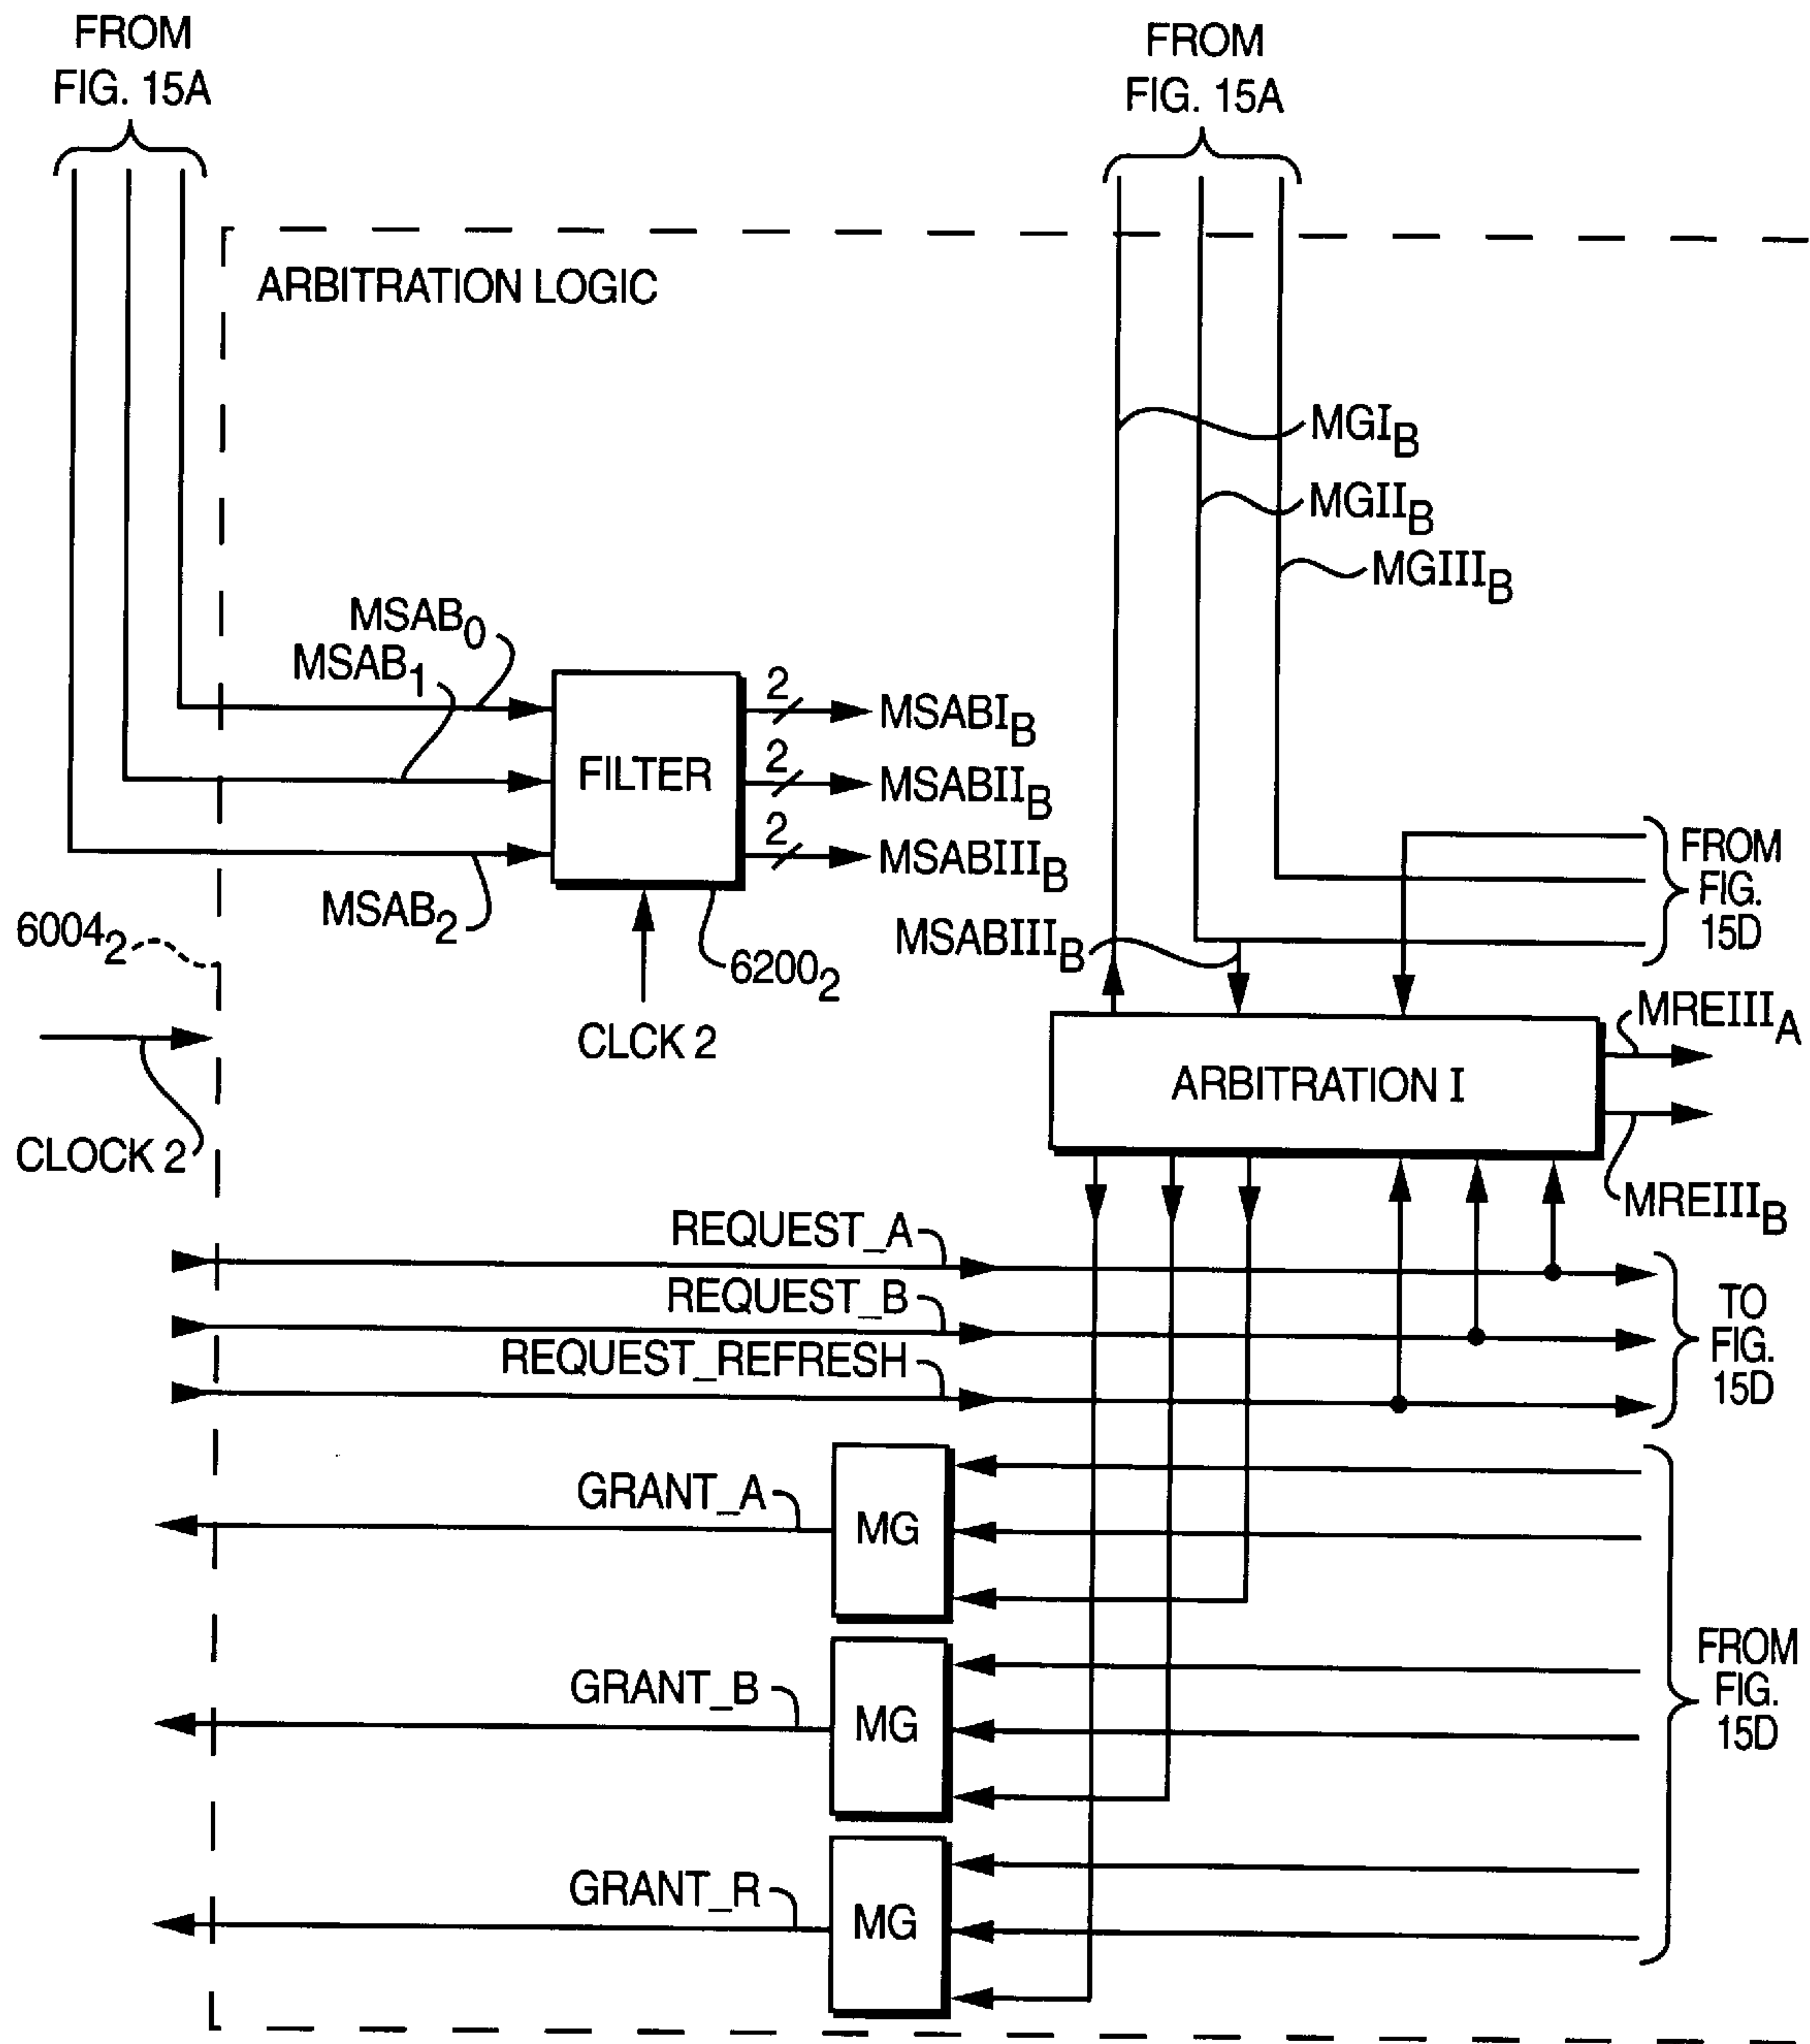 FROM
FIG. 15A
FROM
FIG. 15A
ARBITRATION LOGIC
MGI_B
MGII_B
MGIII_B
MSAB_0
MSAB_1
MSAB_2
FILTER
2
MSABI_B
2
MSABII_B
2
MSABIII_B
6200_2
CLCK 2
6004_2
CLOCK 2
FROM
FIG.
15D
MSABIII_B
ARBITRATION I
MREIII_A
MREIII_B
REQUEST_A
REQUEST_B
REQUEST_REFRESH
TO
FIG.
15D
GRANT_A
MG
GRANT_B
MG
GRANT_R
MG
FROM
FIG.
15D